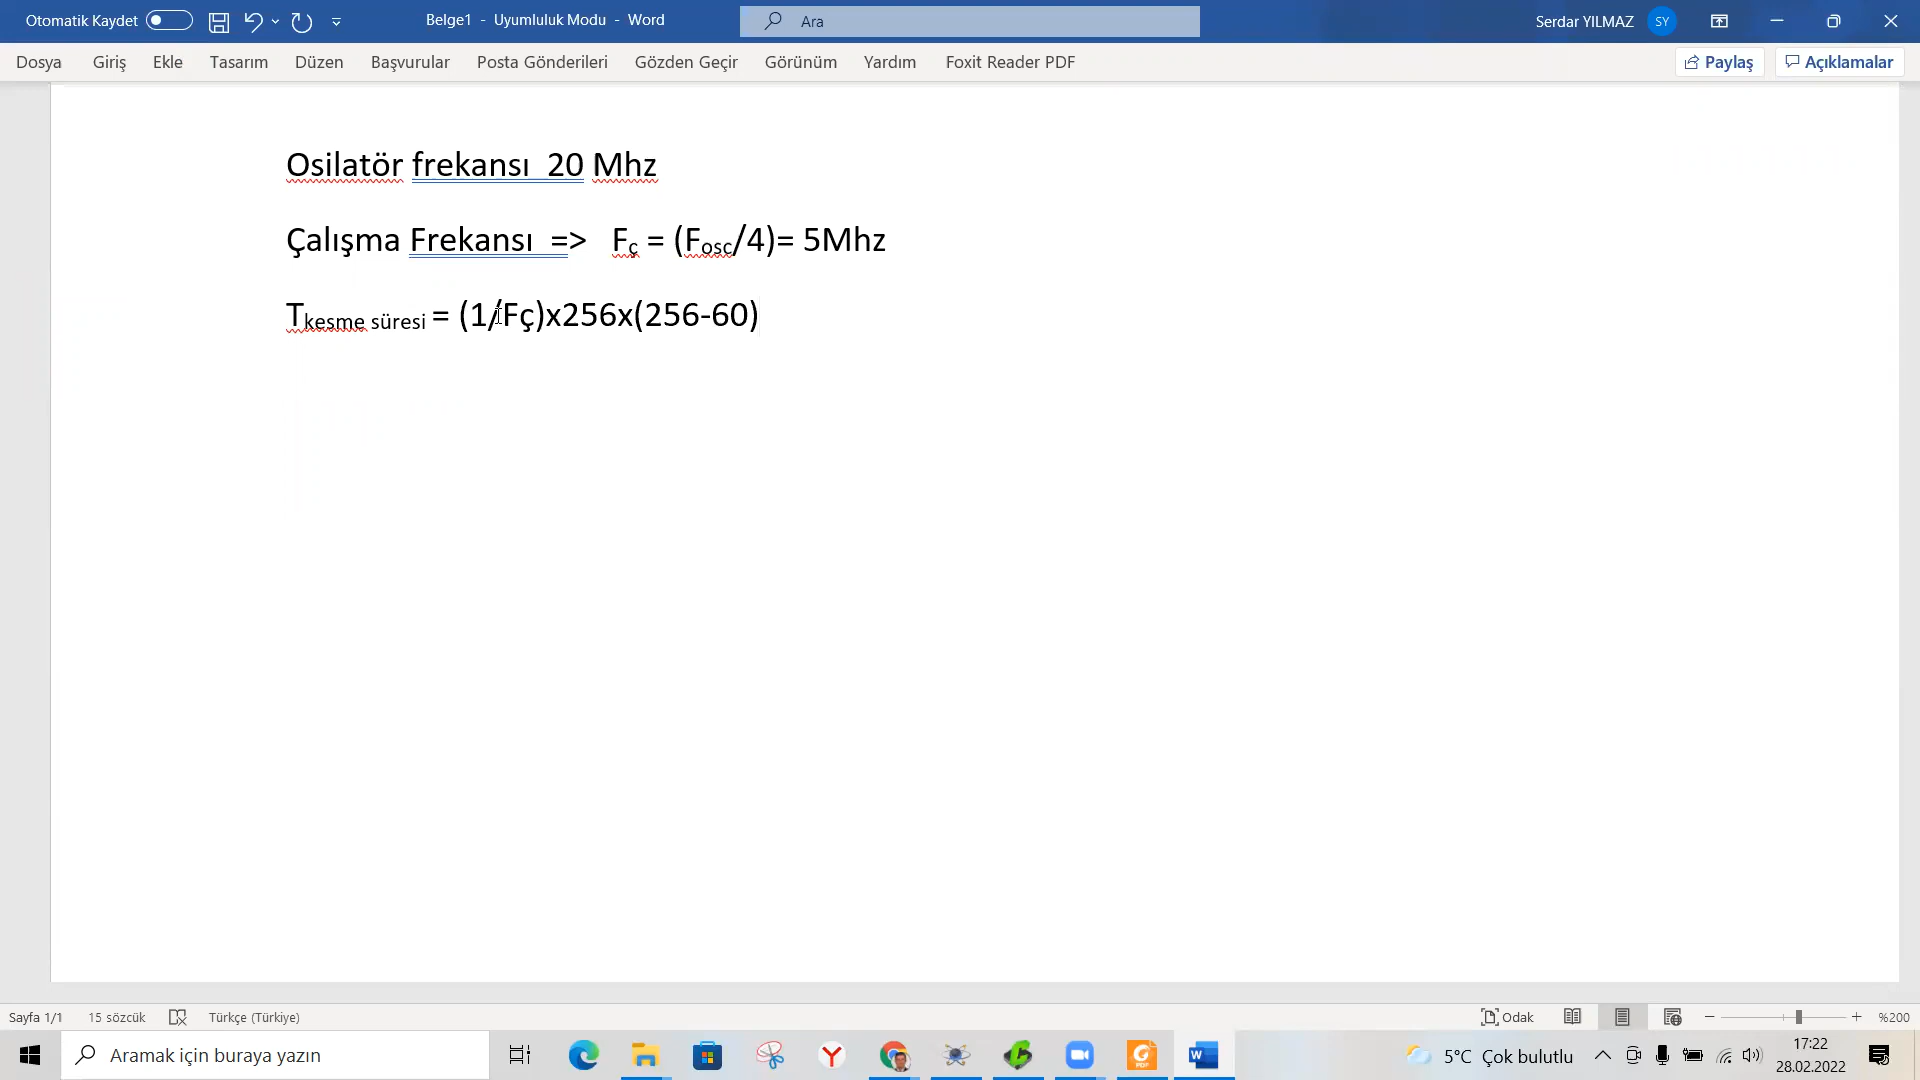 Otomatik Kaydet
Belge1 - Uyumluluk Modu - Word
Ara
Serdar YILMAZ
SY
Dosya Giriş Ekle Tasarım Düzen Başvurular Posta Gönderileri Gözden Geçir Görünüm Yardım Foxit Reader PDF
Paylaş
Açıklamalar
Osilatör frekansı 20 Mhz
Çalışma Frekansı => Fç = (Fosc/4)= 5Mhz
Tkesme süresi = (1/Fç)x256x(256-60)
Sayfa 1/1 15 sözcük Türkçe (Türkiye)
Odak
%200
Aramak için buraya yazın
5°C Çok bulutlu
17:22
28.02.2022